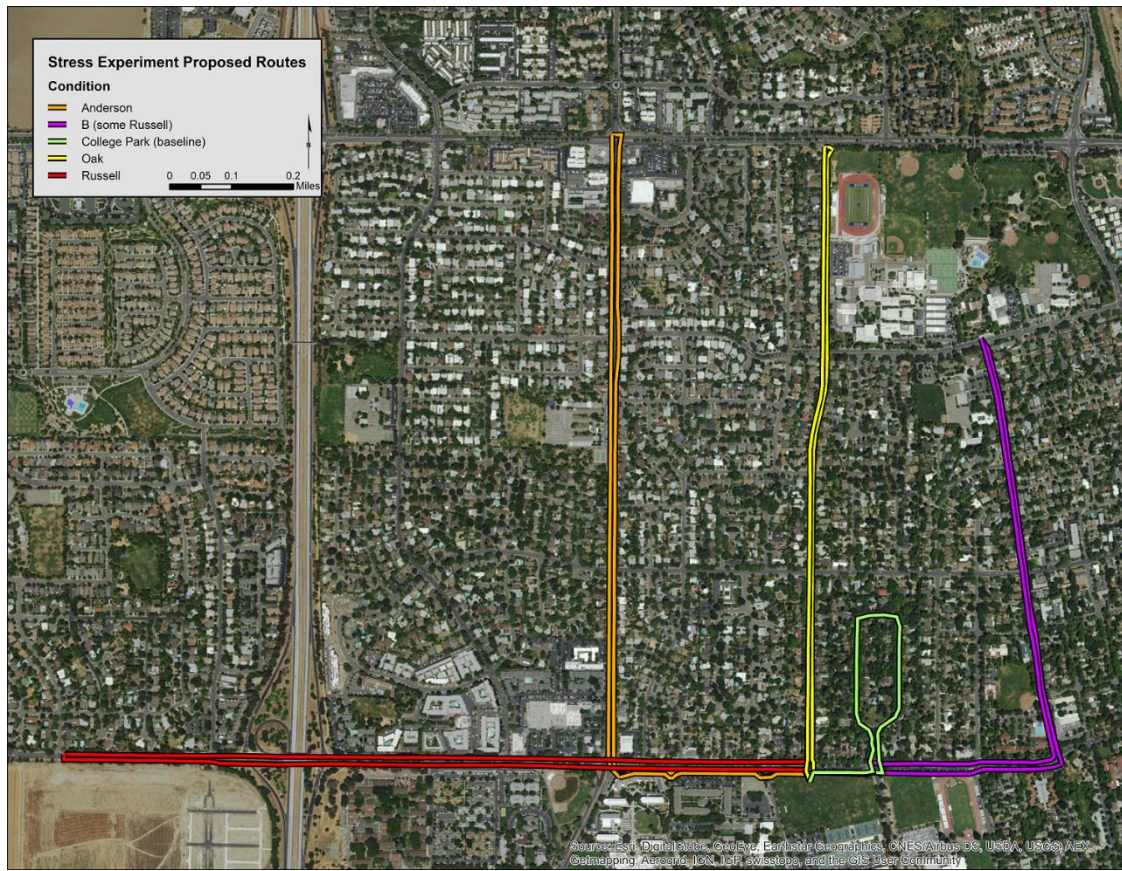 Stress Experiment Proposed Routes
Condition
Anderson
B (some Russell)
College Park (baseline)
Oak
Russell
0 0.05 0.1 0.2
Miles
Source: Esri, DigitalGlobe, GeoEye, Earthstar Geographics, CNES/Airbus DS, USDA, USGS, AEX,
Getmapping, Aerogrid, IGN, IGP, swisstopo, and the GIS User Community